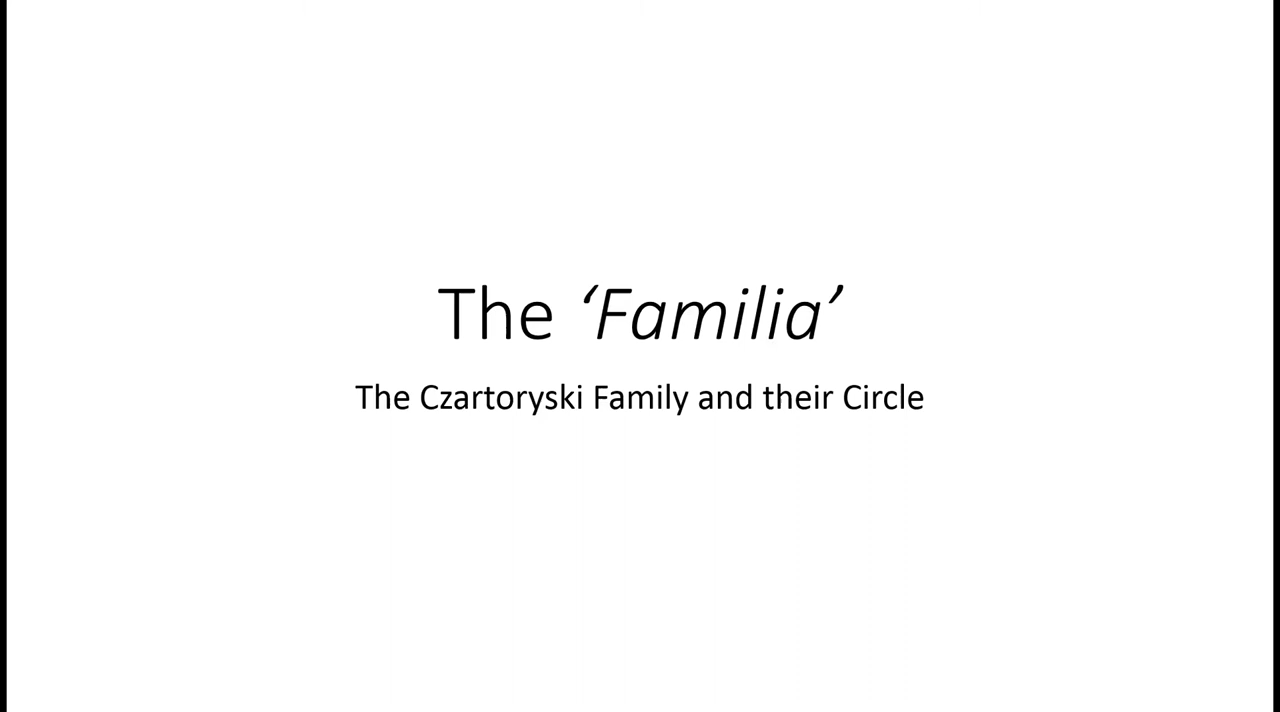 The ‘Familia’
The Czartoryski Family and their Circle